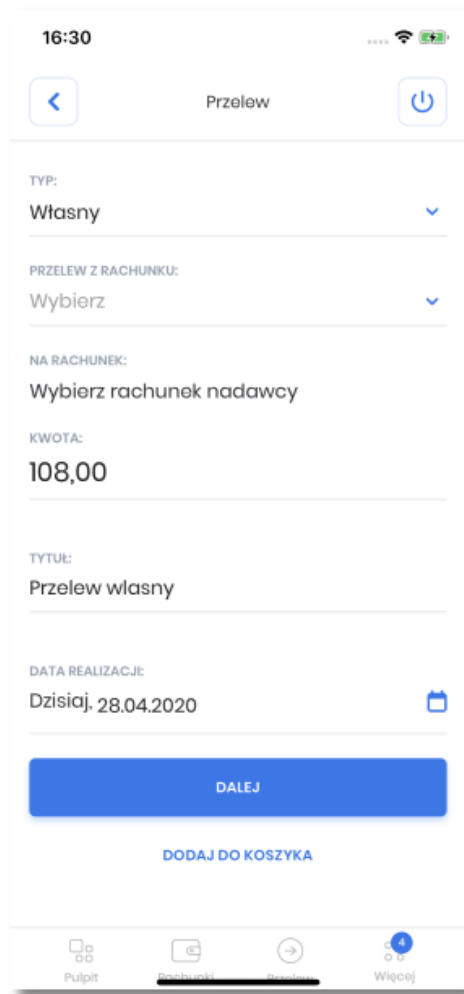 16:30
Przelew
TYP:
Własny
PRZELEW Z RACHUNKU:
Wybierz
NA RACHUNEK:
Wybierz rachunek nadawcy
KWOTA:
108,00
TYTUŁ:
Przelew wlasny
DATA REALIZACJI:
Dzisiaj, 28.04.2020
DALEJ
DODAJ DO KOSZYKA
4
Pulpit Rachunki Przelew Więcej